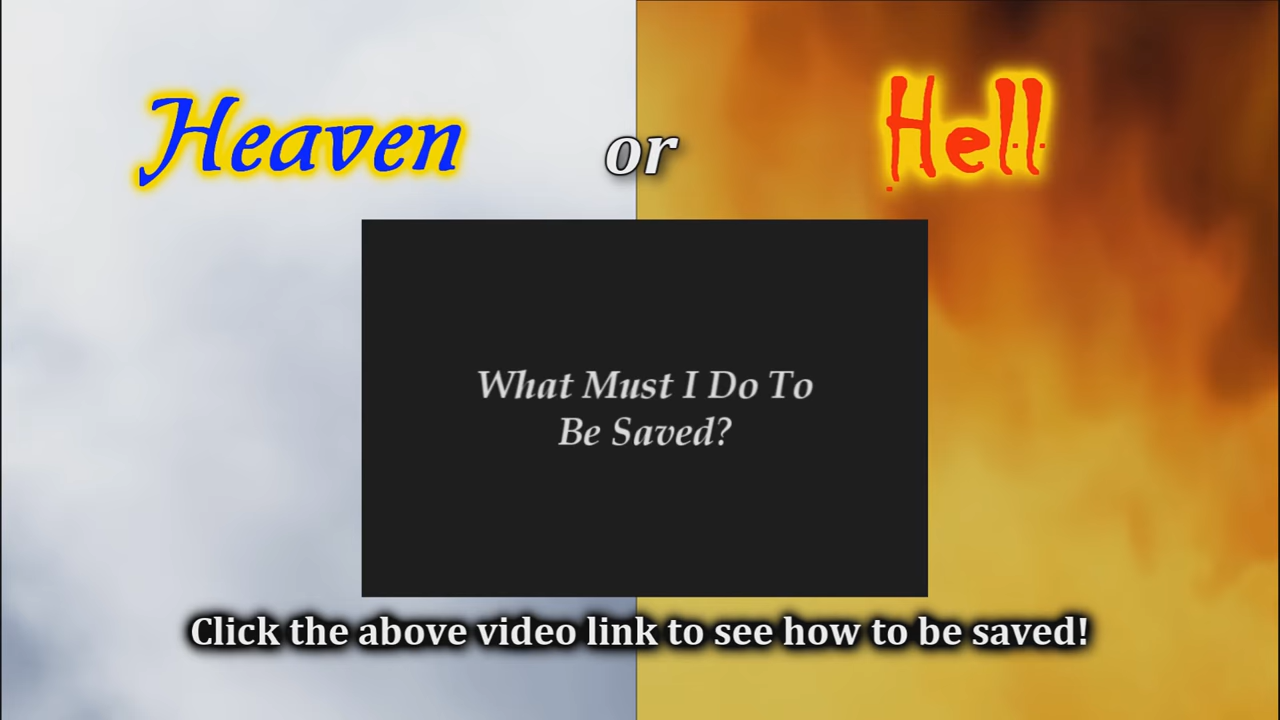 Heaven or Hell
What Must I Do To
Be Saved?
Click the above video link to see how to be saved!